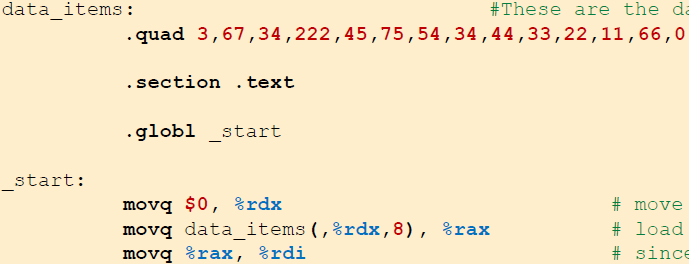 data_items: #These are the da
.quad 3,67,34,222,45,75,54,34,44,33,22,11,66,0
.section .text
.globl _start
_start:
movq $0, %rdx # move
movq data_items(,%rdx,8), %rax # load
movq %rax, %rdi # since